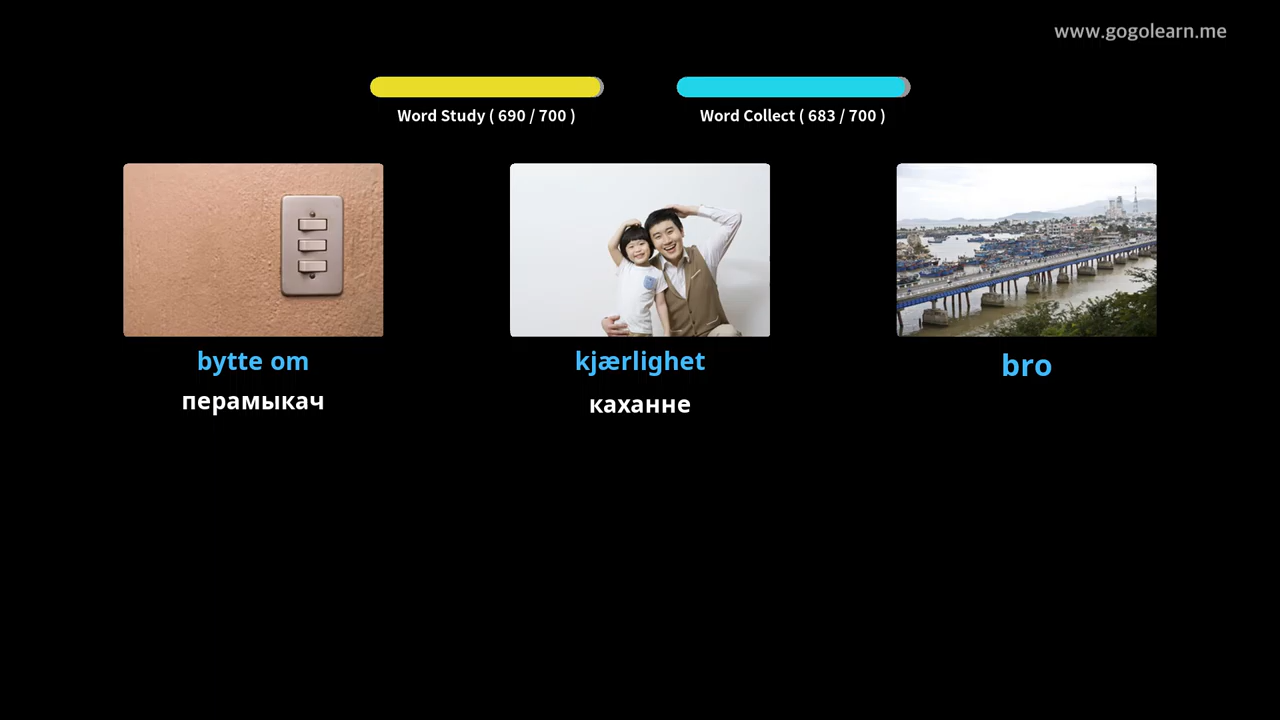 www.gogolearn.me
Word Study ( 690 / 700 )
Word Collect ( 683 / 700 )
bytte om
kjærlighet
bro
перамыкач
каханне